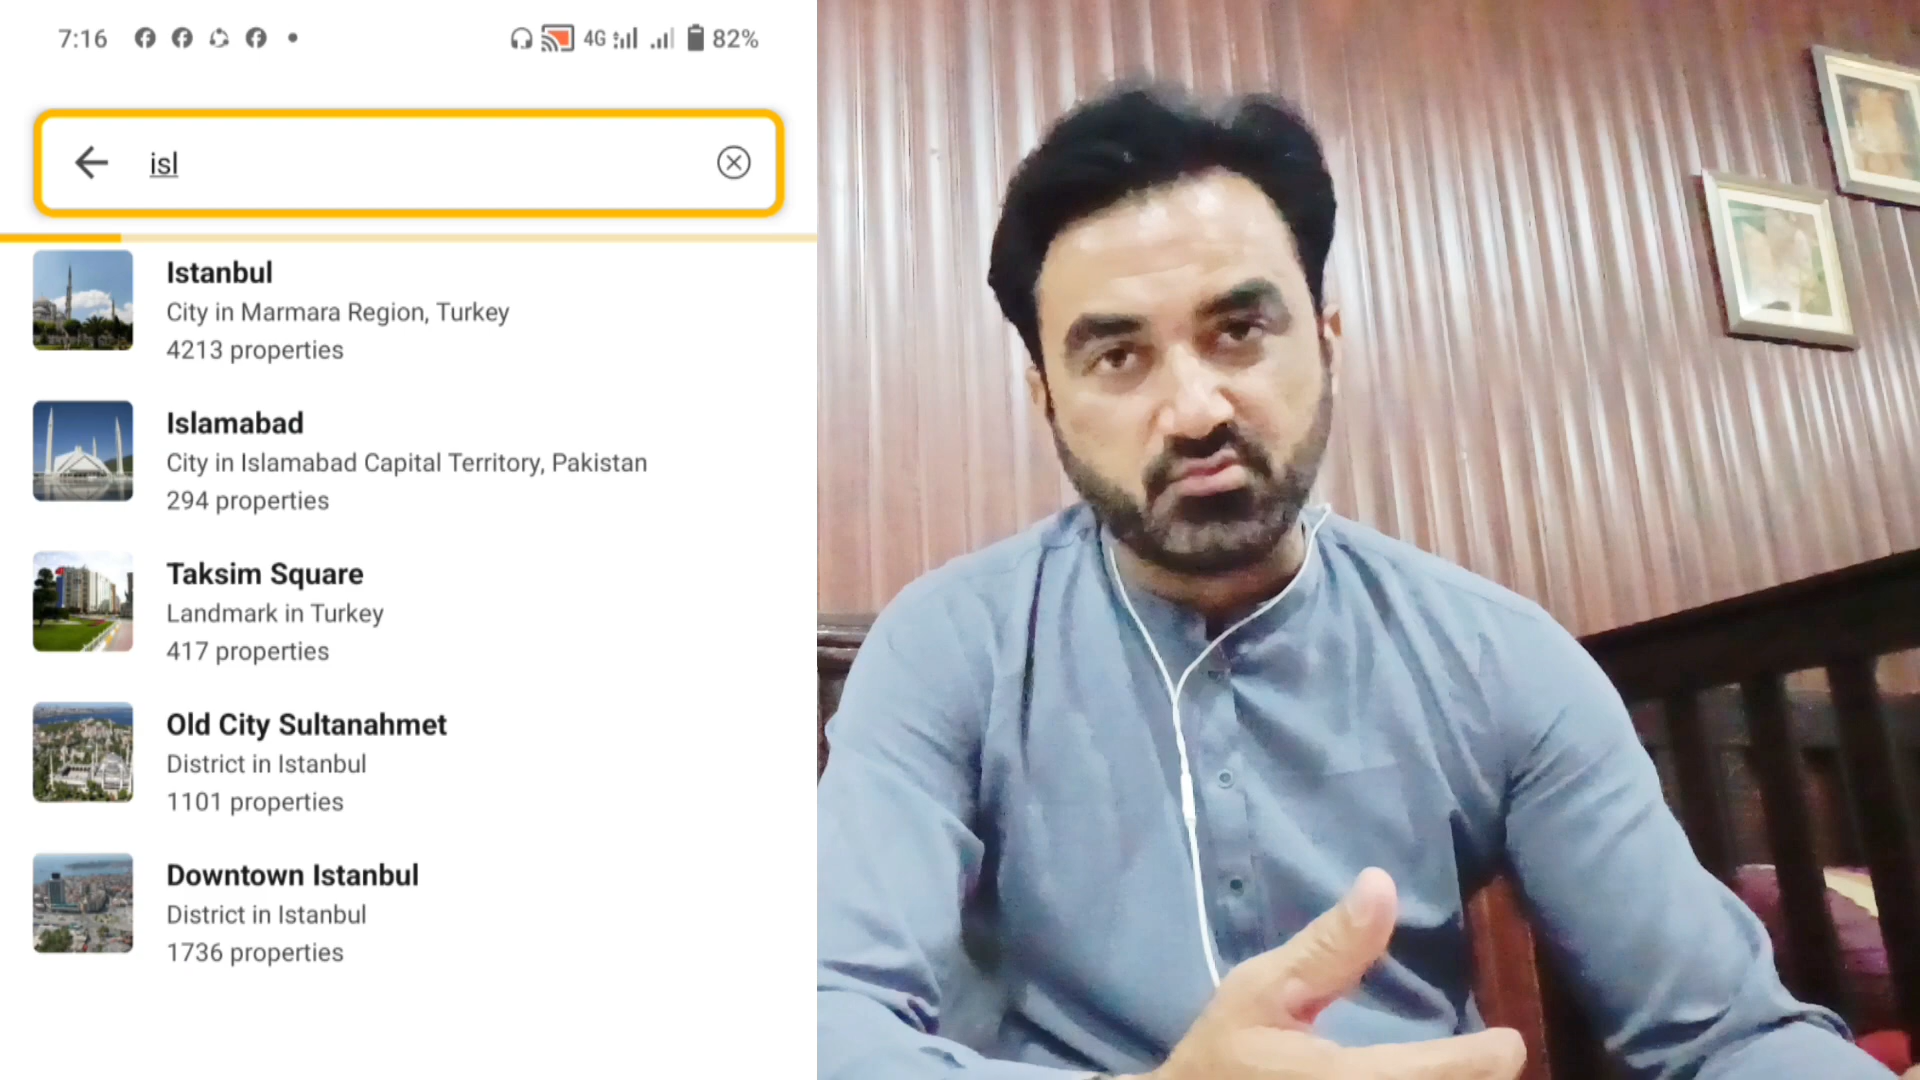 7:16
4G
82%
isl
Istanbul
City in Marmara Region, Turkey
4213 properties
Islamabad
City in Islamabad Capital Territory, Pakistan
294 properties
Taksim Square
Landmark in Turkey
417 properties
Old City Sultanahmet
District in Istanbul
1101 properties
Downtown Istanbul
District in Istanbul
1736 properties